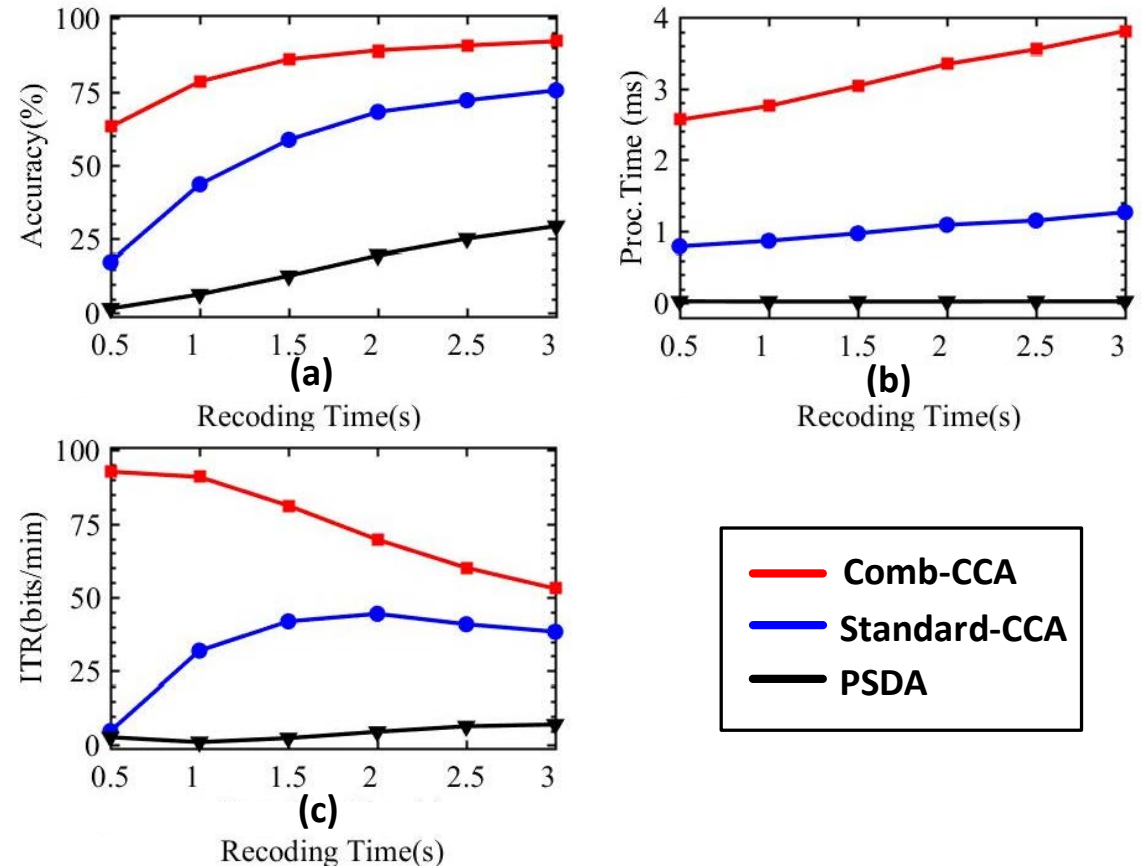 100
75
50
25
0
Accuracy(%)
0.5 1 1.5 2 2.5 3
(a)
Recoding Time(s)
4
3
2
1
0
Proc.Time (ms)
0.5 1 1.5 2 2.5 3
(b)
Recoding Time(s)
100
75
50
25
0
ITR(bits/min)
0.5 1 1.5 2 2.5 3
(c)
Recoding Time(s)
Comb-CCA
Standard-CCA
PSDA